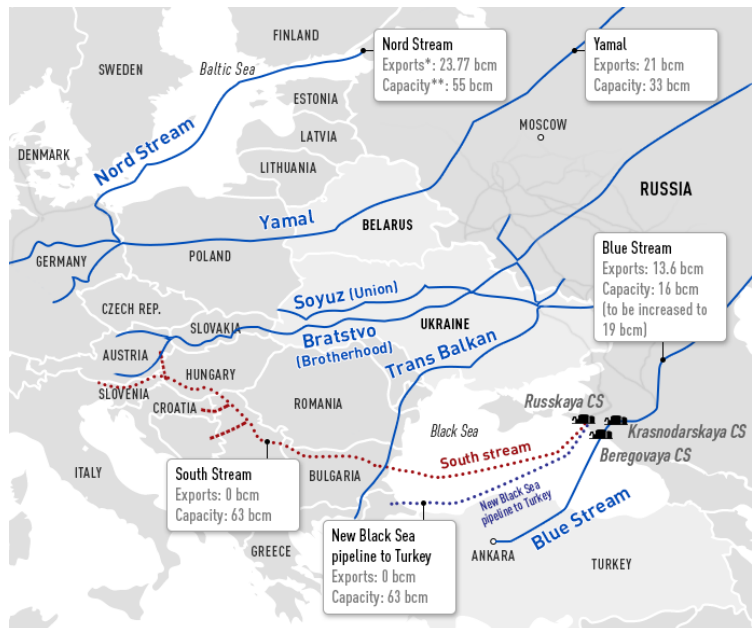 FINLAND
SWEDEN
Baltic Sea
Nord Stream
Exports*: 23.77 bcm
Capacity**: 55 bcm
Yamal
Exports: 21 bcm
Capacity: 33 bcm
ESTONIA
MOSCOW
LATVIA
DENMARK
LITHUANIA
Nord Stream
RUSSIA
Yamal
BELARUS
GERMANY
POLAND
Blue Stream
Exports: 13.6 bcm
Capacity: 16 bcm
(to be increased to
19 bcm)
Soyuz (Union)
CZECH REP.
SLOVAKIA
Bratstvo
(Brotherhood)
UKRAINE
Trans Balkan
AUSTRIA
HUNGARY
SLOVENIA
CROATIA
ROMANIA
Russkaya CS
Krasnodarskaya CS
Beregovaya CS
Black Sea
South stream
ITALY
South Stream
Exports: 0 bcm
Capacity: 63 bcm
BULGARIA
New Black Sea
pipeline to Turkey
Blue Stream
New Black Sea
pipeline to Turkey
Exports: 0 bcm
Capacity: 63 bcm
GREECE
ANKARA
TURKEY